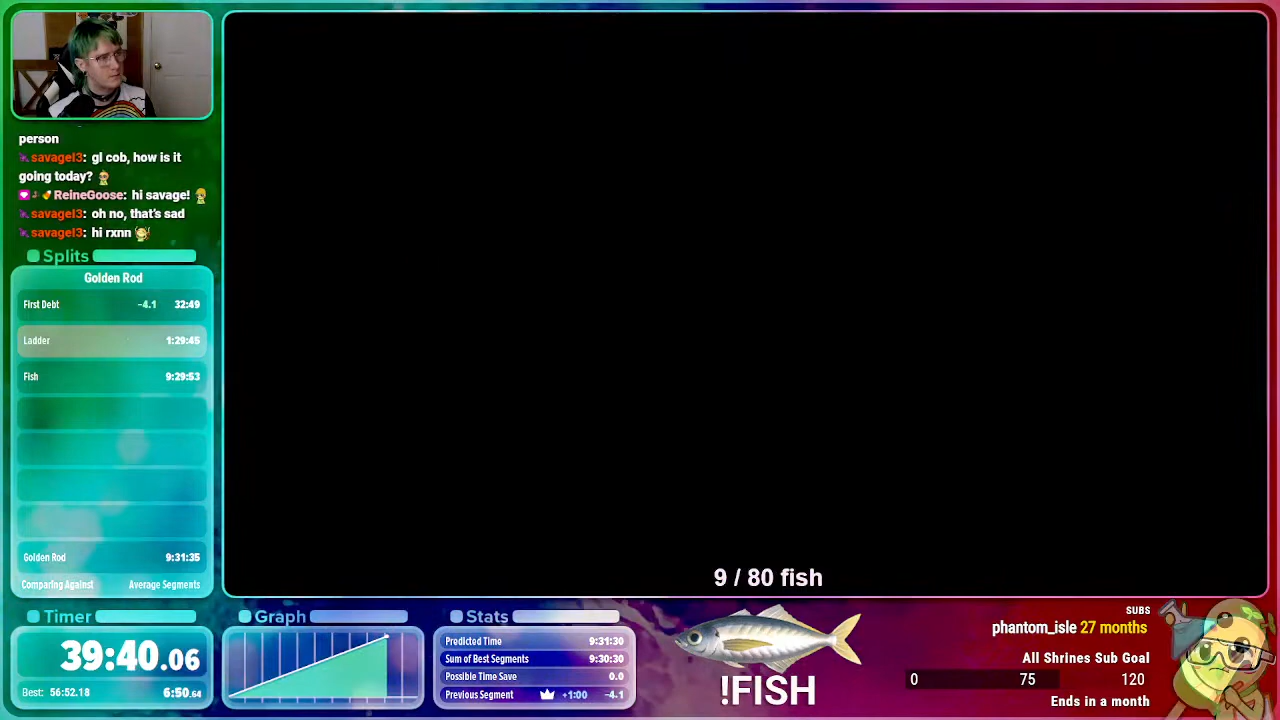 person
savagel3: gl cob, how is it
going today?
ReineGoose: hi savage!
savagel3: oh no, that's sad
savagel3: hi rxnn
Splits
Golden Rod
First Debt -4.1 32:49
Ladder 1:29:45
Fish 9:29:53
Golden Rod 9:31:35
Comparing Against Average Segments
Timer
39:40.06
Best: 56:52.18 6:50.64
Graph
Stats
Predicted Time 9:31:30
Sum of Best Segments 9:30:30
Possible Time Save 0.0
Previous Segment +1:00 -4.1
9 / 80 fish
!FISH
SUBS
phantom_isle 27 months
All Shrines Sub Goal
0 75 120
Ends in a month